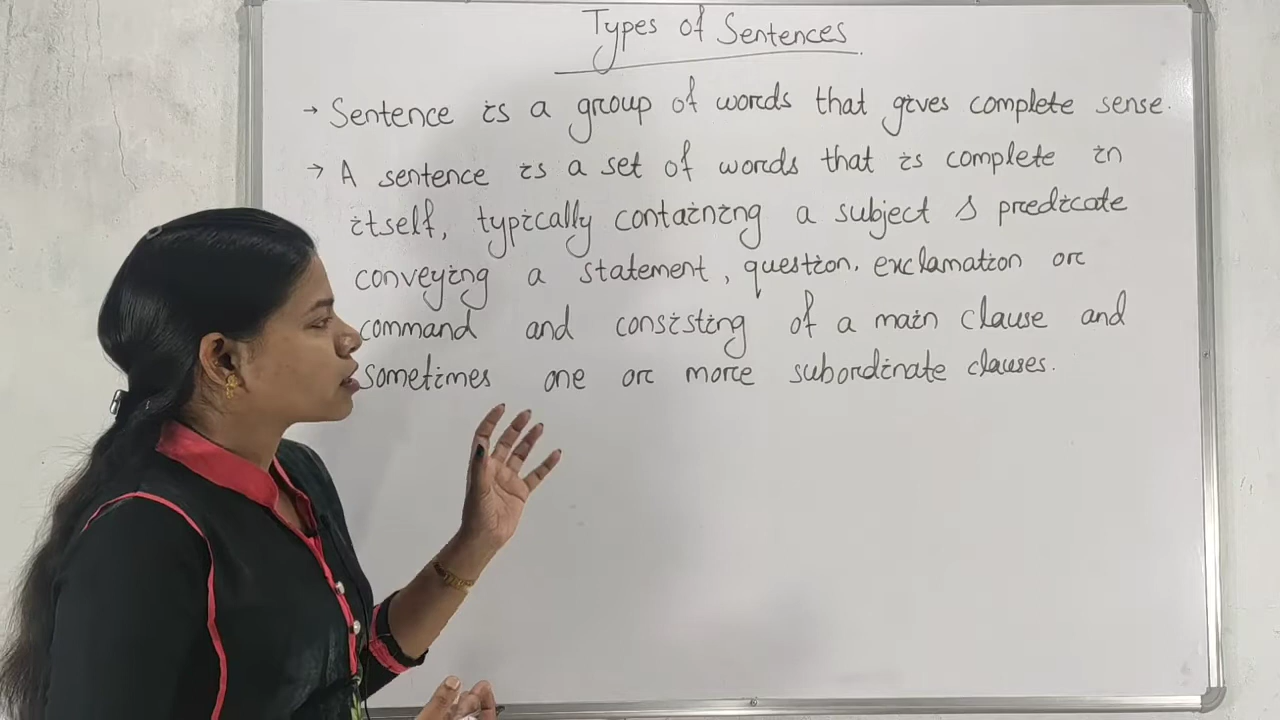 Types of Sentences
→ Sentence is a group of words that gives complete sense.
→ A sentence is a set of words that is complete in
itself, typically containing a subject & predicate
conveying a statement, question, exclamation or
command and consisting of a main clause and
sometimes one or more subordinate clauses.